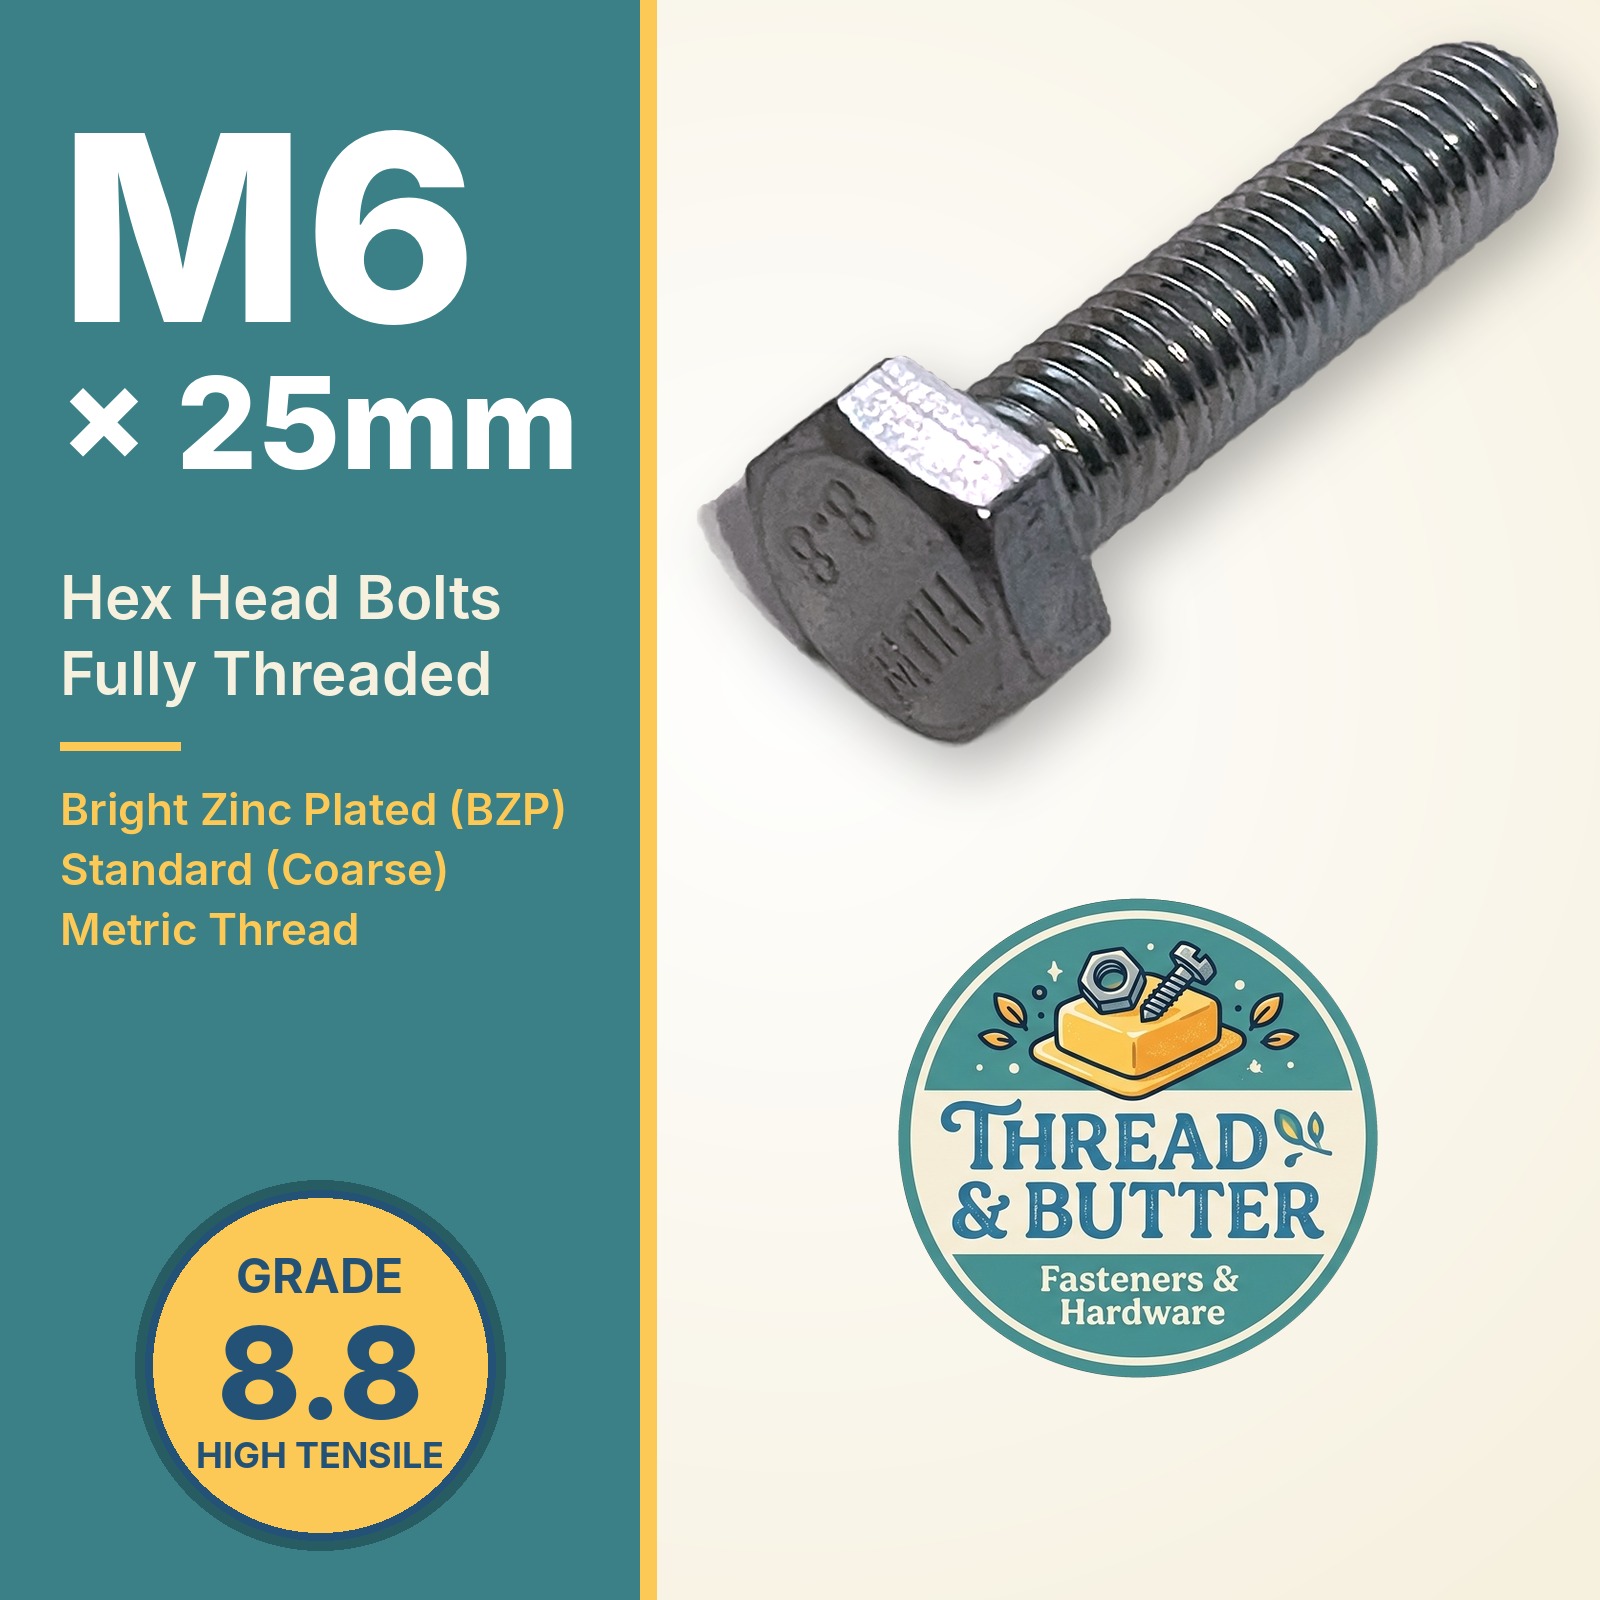 M6
× 25mm
Hex Head Bolts
Fully Threaded
Bright Zinc Plated (BZP)
Standard (Coarse)
Metric Thread
GRADE
8.8
HIGH TENSILE
8.8
THREAD
& BUTTER
Fasteners &
Hardware